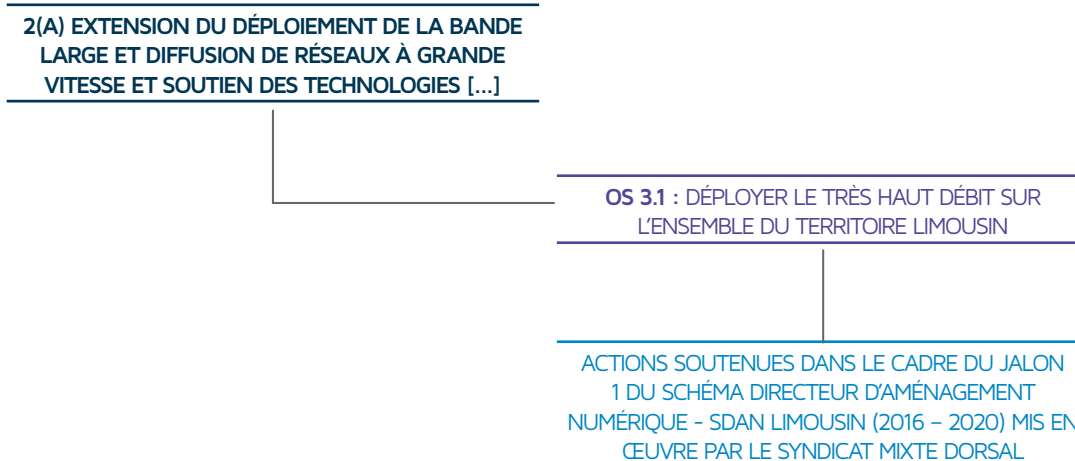 2(A) EXTENSION DU DÉPLOIEMENT DE LA BANDE
LARGE ET DIFFUSION DE RÉSEAUX À GRANDE
VITESSE ET SOUTIEN DES TECHNOLOGIES [...]
OS 3.1 : DÉPLOYER LE TRÈS HAUT DÉBIT SUR
L'ENSEMBLE DU TERRITOIRE LIMOUSIN
ACTIONS SOUTENUES DANS LE CADRE DU JALON
1 DU SCHÉMA DIRECTEUR D'AMÉNAGEMENT
NUMÉRIQUE - SDAN LIMOUSIN (2016 – 2020) MIS EN
ŒUVRE PAR LE SYNDICAT MIXTE DORSAL